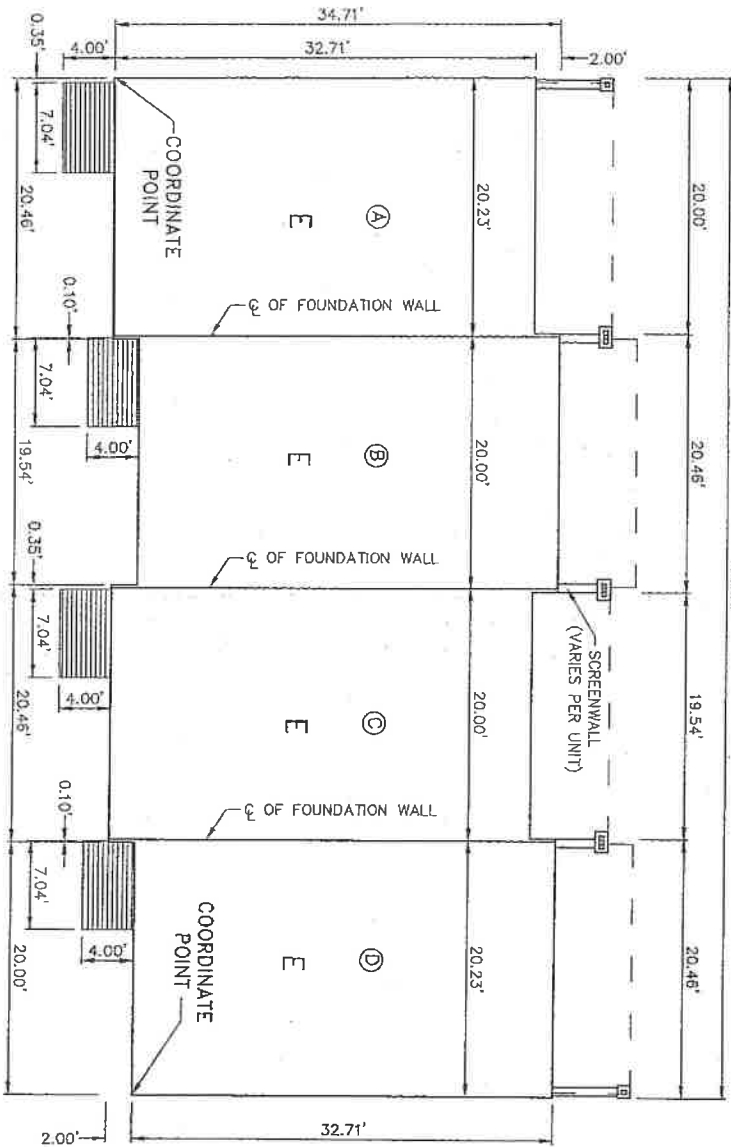 34.71'
32.71'
4.00'
2.00'
0.35'
7.04'
20.46'
COORDINATE
POINT
Ⓐ
E
20.23'
20.00'
0.10'
℄ OF FOUNDATION WALL
7.04'
4.00'
19.54'
Ⓑ
E
20.00'
20.46'
0.35'
℄ OF FOUNDATION WALL
7.04'
4.00'
20.46'
Ⓒ
E
20.00'
SCREENWALL
(VARIES PER UNIT)
19.54'
0.10'
℄ OF FOUNDATION WALL
7.04'
4.00'
20.00'
COORDINATE
POINT
Ⓓ
E
20.23'
20.46'
2.00'
32.71'